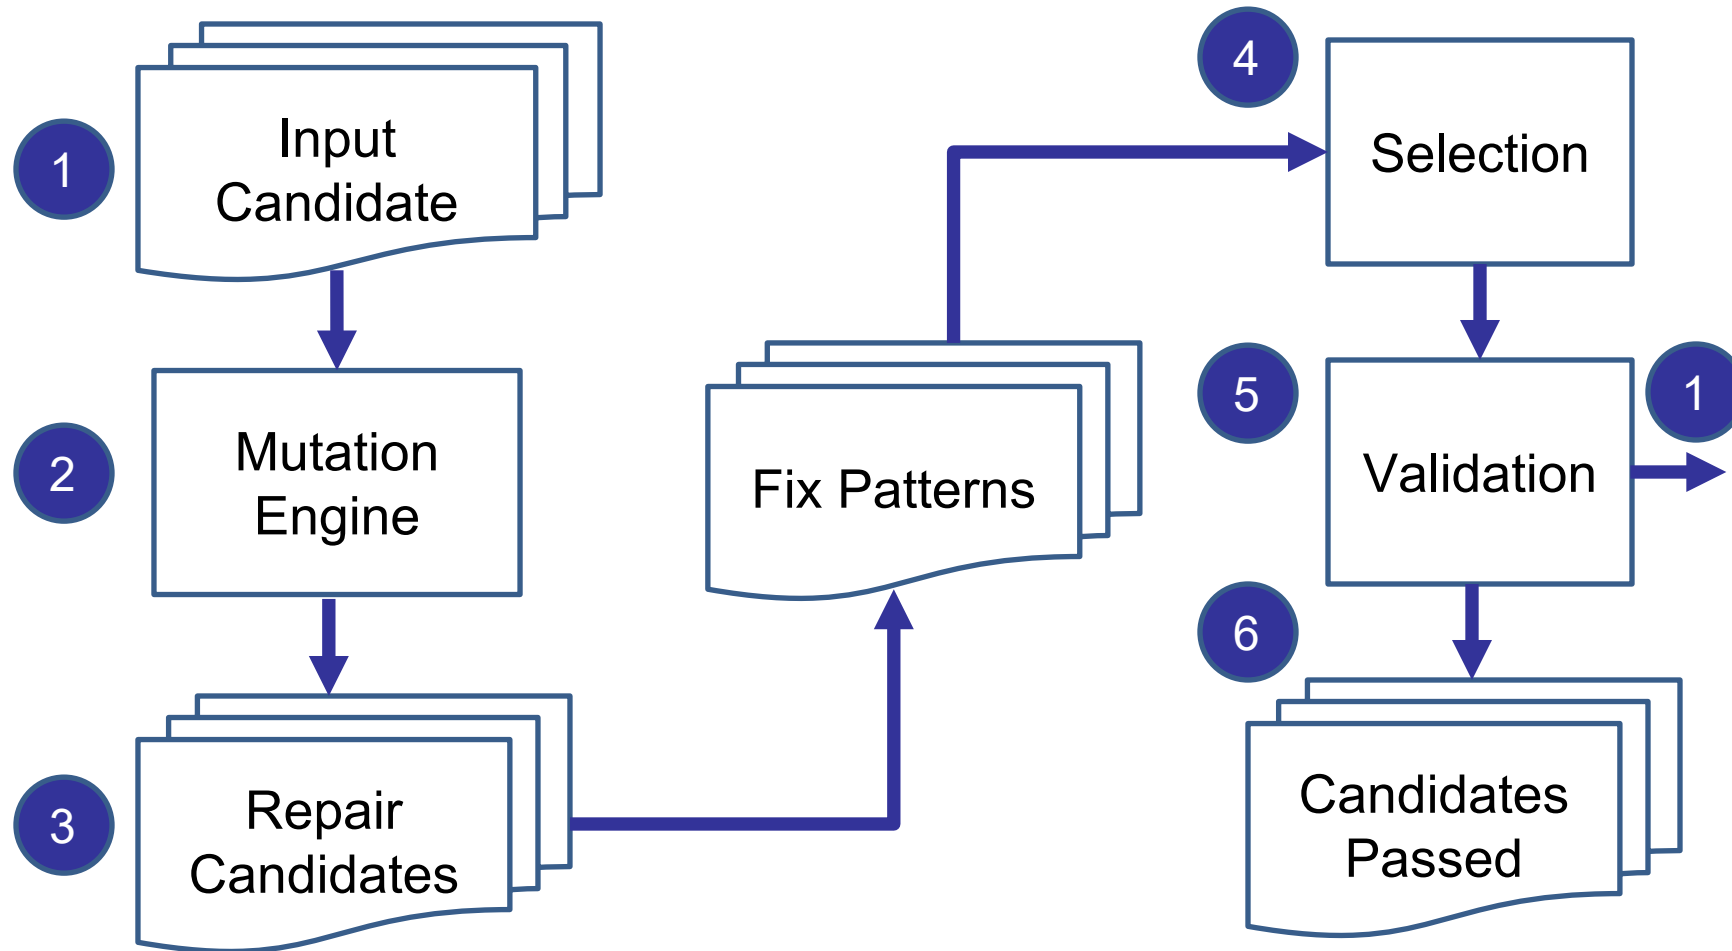 1
Input
Candidate
2
Mutation
Engine
3
Repair
Candidates
Fix Patterns
4
Selection
5
Validation
1
6
Candidates
Passed